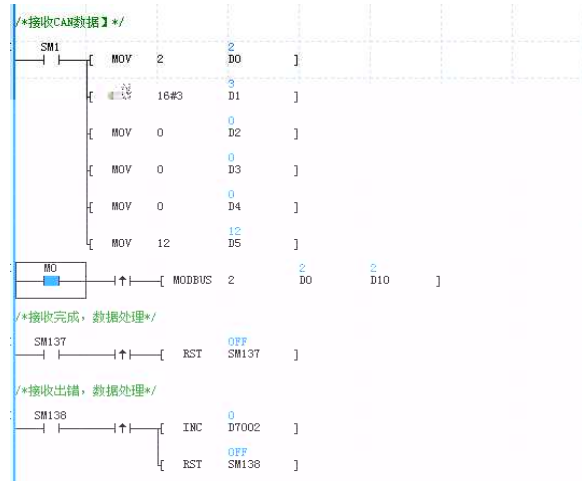 /*接收CAN数据】*/
SM1
2
[ MOV 2 D0 ]
3
[ 16#3 D1 ]
0
[ MOV 0 D2 ]
0
[ MOV 0 D3 ]
0
[ MOV 0 D4 ]
12
[ MOV 12 D5 ]
M0 2 2
[ MODBUS 2 D0 D10 ]
/*接收完成，数据处理*/
SM137 OFF
[ RST SM137 ]
/*接收出错，数据处理*/
SM138 0
[ INC D7002 ]
OFF
[ RST SM138 ]